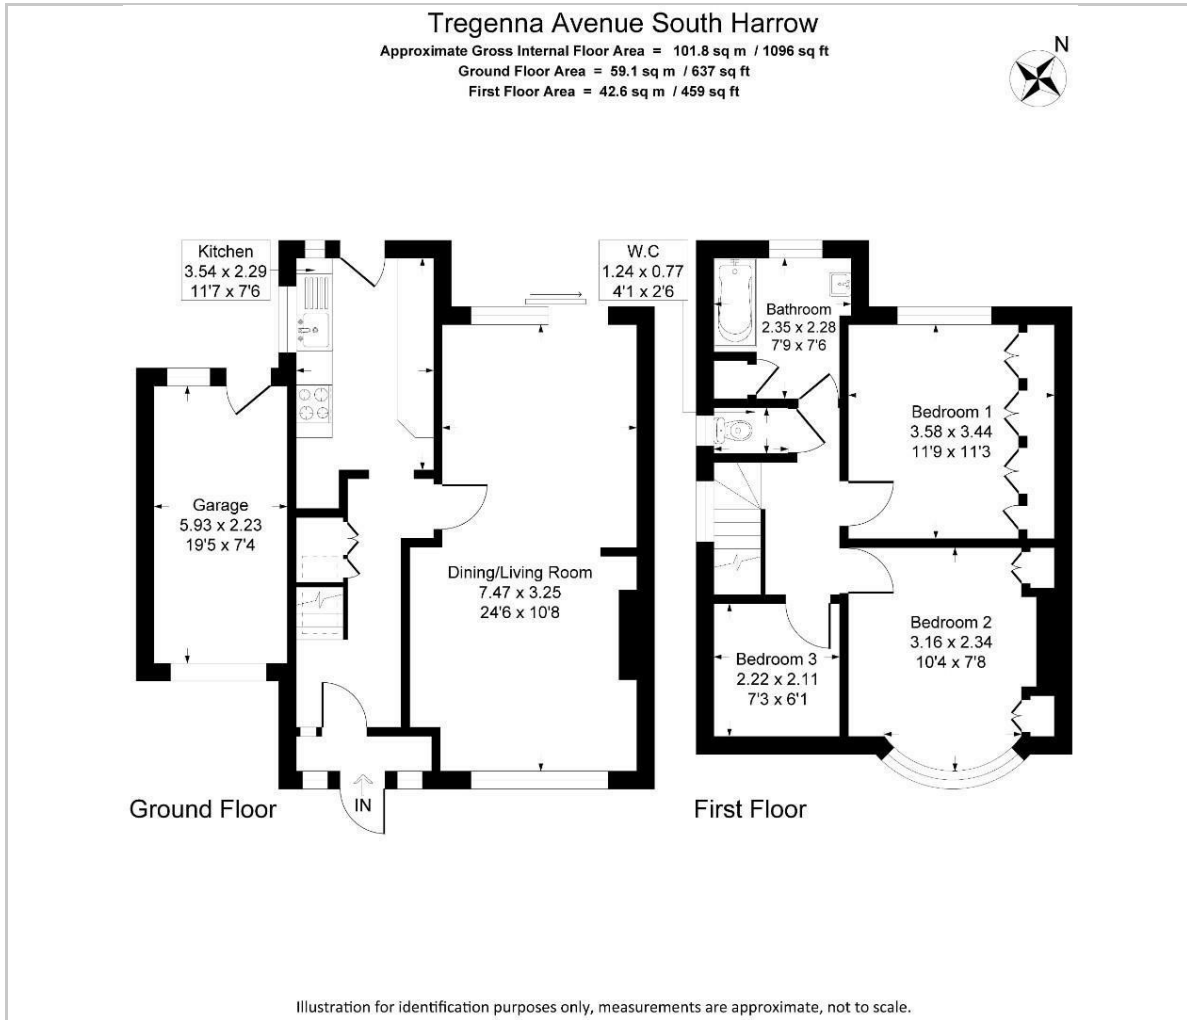 Tregenna Avenue South Harrow
Approximate Gross Internal Floor Area = 101.8 sq m / 1096 sq ft
Ground Floor Area = 59.1 sq m / 637 sq ft
First Floor Area = 42.6 sq m / 459 sq ft
N
Kitchen
3.54 x 2.29
11'7 x 7'6
W.C
1.24 x 0.77
4'1 x 2'6
Bathroom
2.35 x 2.28
7'9 x 7'6
Bedroom 1
3.58 x 3.44
11'9 x 11'3
Garage
5.93 x 2.23
19'5 x 7'4
Dining/Living Room
7.47 x 3.25
24'6 x 10'8
Bedroom 2
3.16 x 2.34
10'4 x 7'8
Bedroom 3
2.22 x 2.11
7'3 x 6'1
IN
Ground Floor
First Floor
Illustration for identification purposes only, measurements are approximate, not to scale.